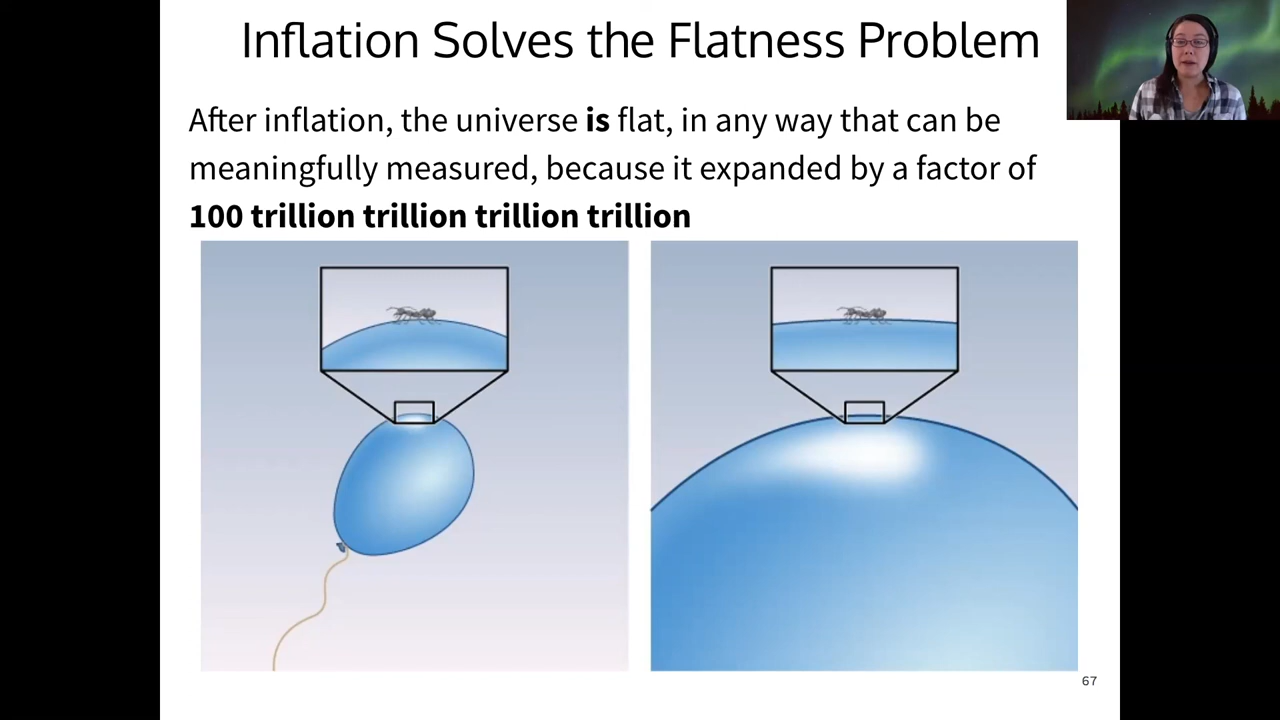 Inflation Solves the Flatness Problem
After inflation, the universe is flat, in any way that can be
meaningfully measured, because it expanded by a factor of
100 trillion trillion trillion trillion
67